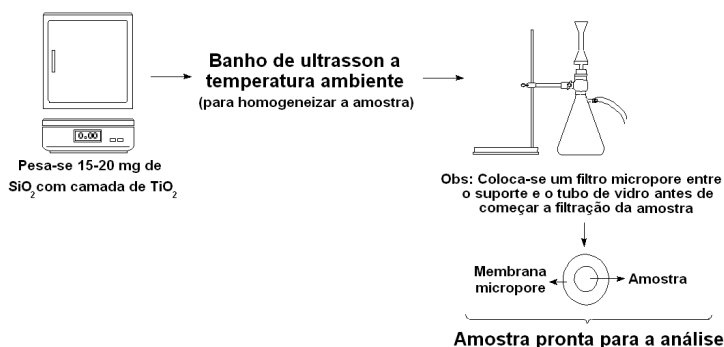 Banho de ultrasson a
temperatura ambiente
(para homogeneizar a amostra)
0.00
Pesa-se 15-20 mg de
SiO2 com camada de TiO2
Obs: Coloca-se um filtro micropore entre
o suporte e o tubo de vidro antes de
começar a filtração da amostra
Membrana
micropore
Amostra
Amostra pronta para a análise